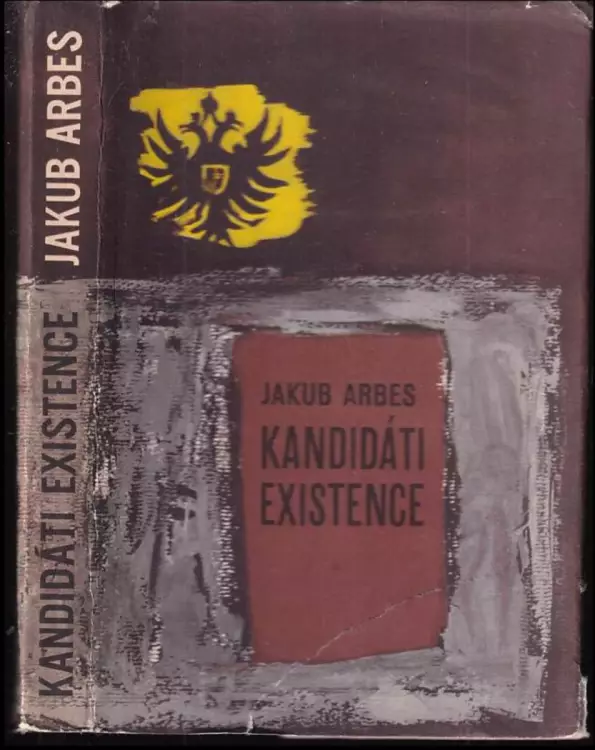 JAKUB ARBES
KANDIDÁTI EXISTENCE
JAKUB ARBES
KANDIDÁTI
EXISTENCE